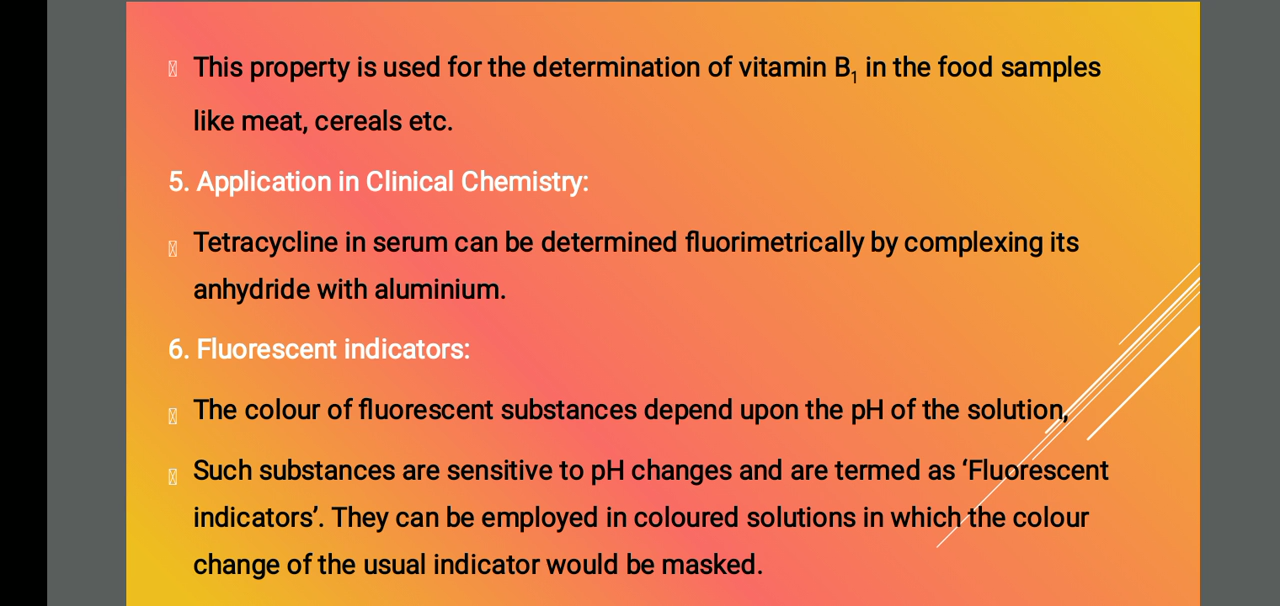 This property is used for the determination of vitamin B₁ in the food samples
like meat, cereals etc.
5. Application in Clinical Chemistry:
Tetracycline in serum can be determined fluorimetrically by complexing its
anhydride with aluminium.
6. Fluorescent indicators:
The colour of fluorescent substances depend upon the pH of the solution,
Such substances are sensitive to pH changes and are termed as ‘Fluorescent
indicators’. They can be employed in coloured solutions in which the colour
change of the usual indicator would be masked.